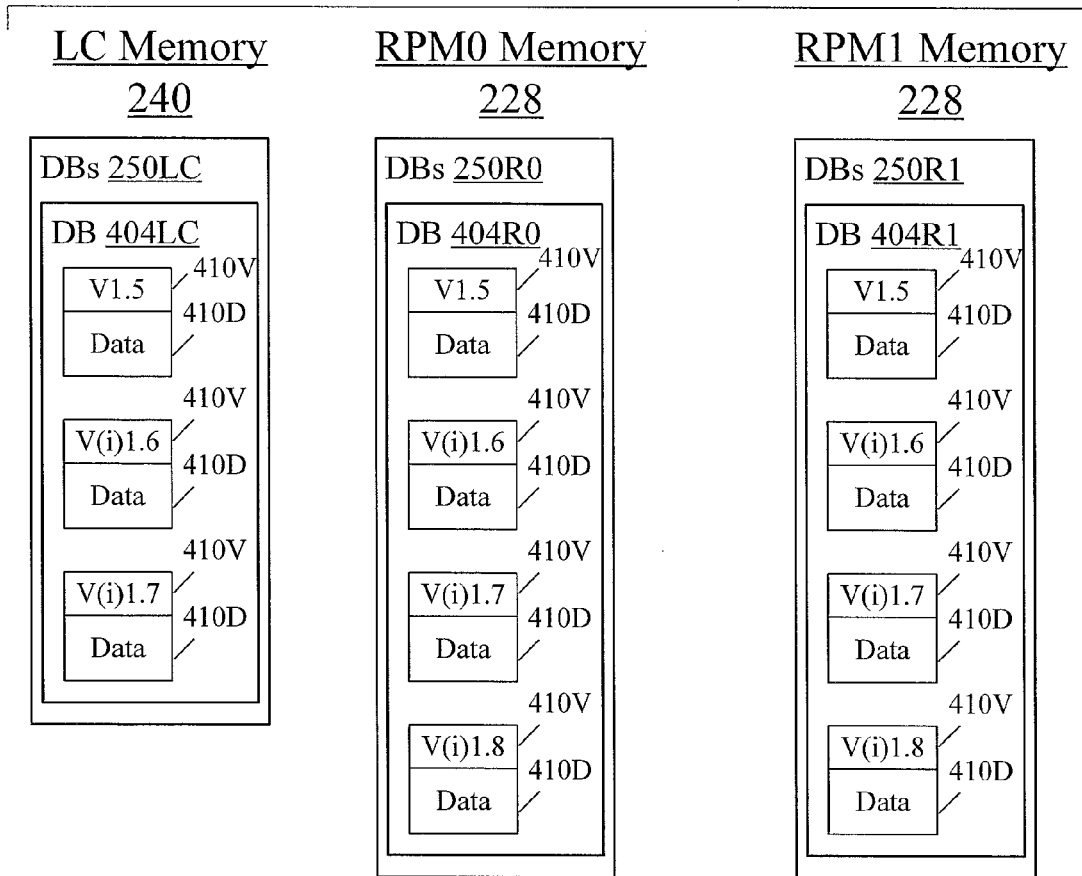 LC Memory
240
DBs 250LC
DB 404LC
410V
V1.5
410D
Data
410V
V(i)1.6
410D
Data
410V
V(i)1.7
410D
Data
RPM0 Memory
228
DBs 250R0
DB 404R0
410V
V1.5
410D
Data
410V
V(i)1.6
410D
Data
410V
V(i)1.7
410D
Data
410V
V(i)1.8
410D
Data
RPM1 Memory
228
DBs 250R1
DB 404R1
410V
V1.5
410D
Data
410V
V(i)1.6
410D
Data
410V
V(i)1.7
410D
Data
410V
V(i)1.8
410D
Data